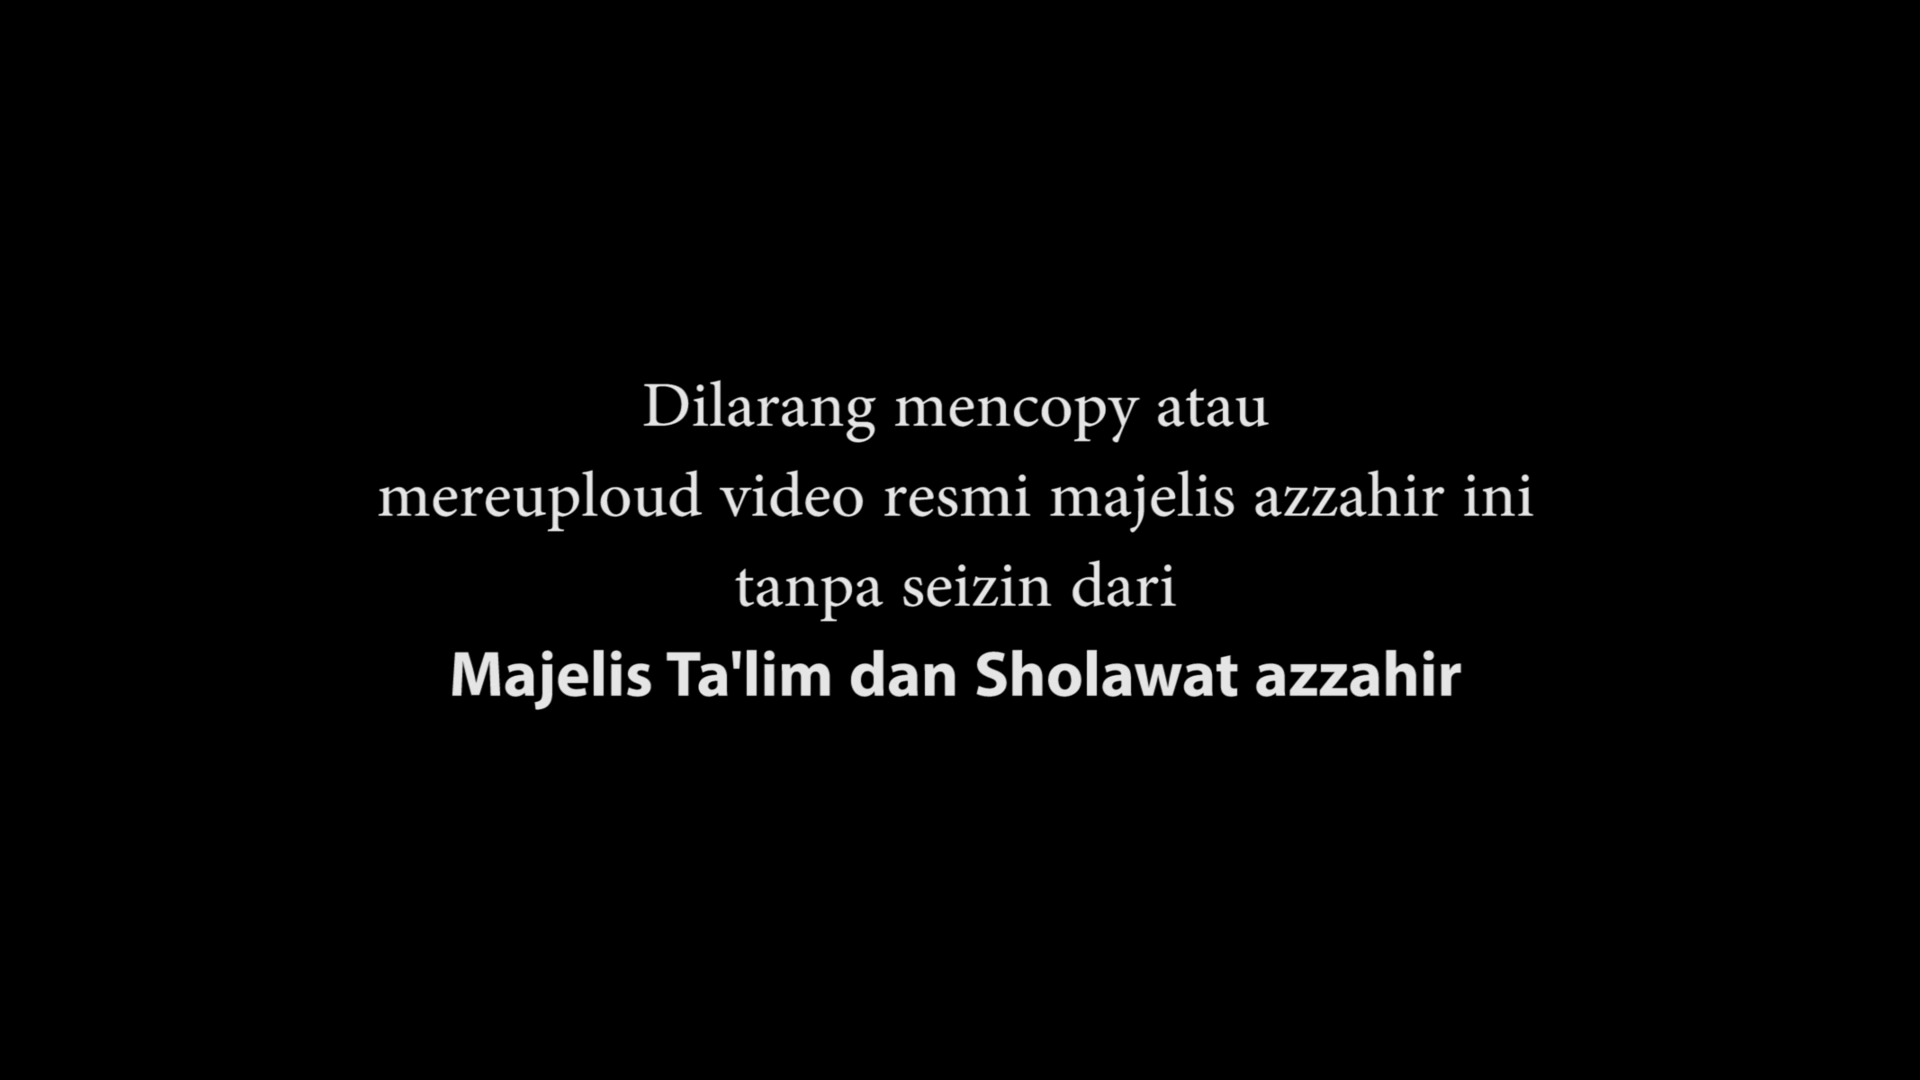 Dilarang mencopy atau
mereuploud video resmi majelis azzahir ini
tanpa seizin dari
Majelis Ta'lim dan Sholawat azzahir